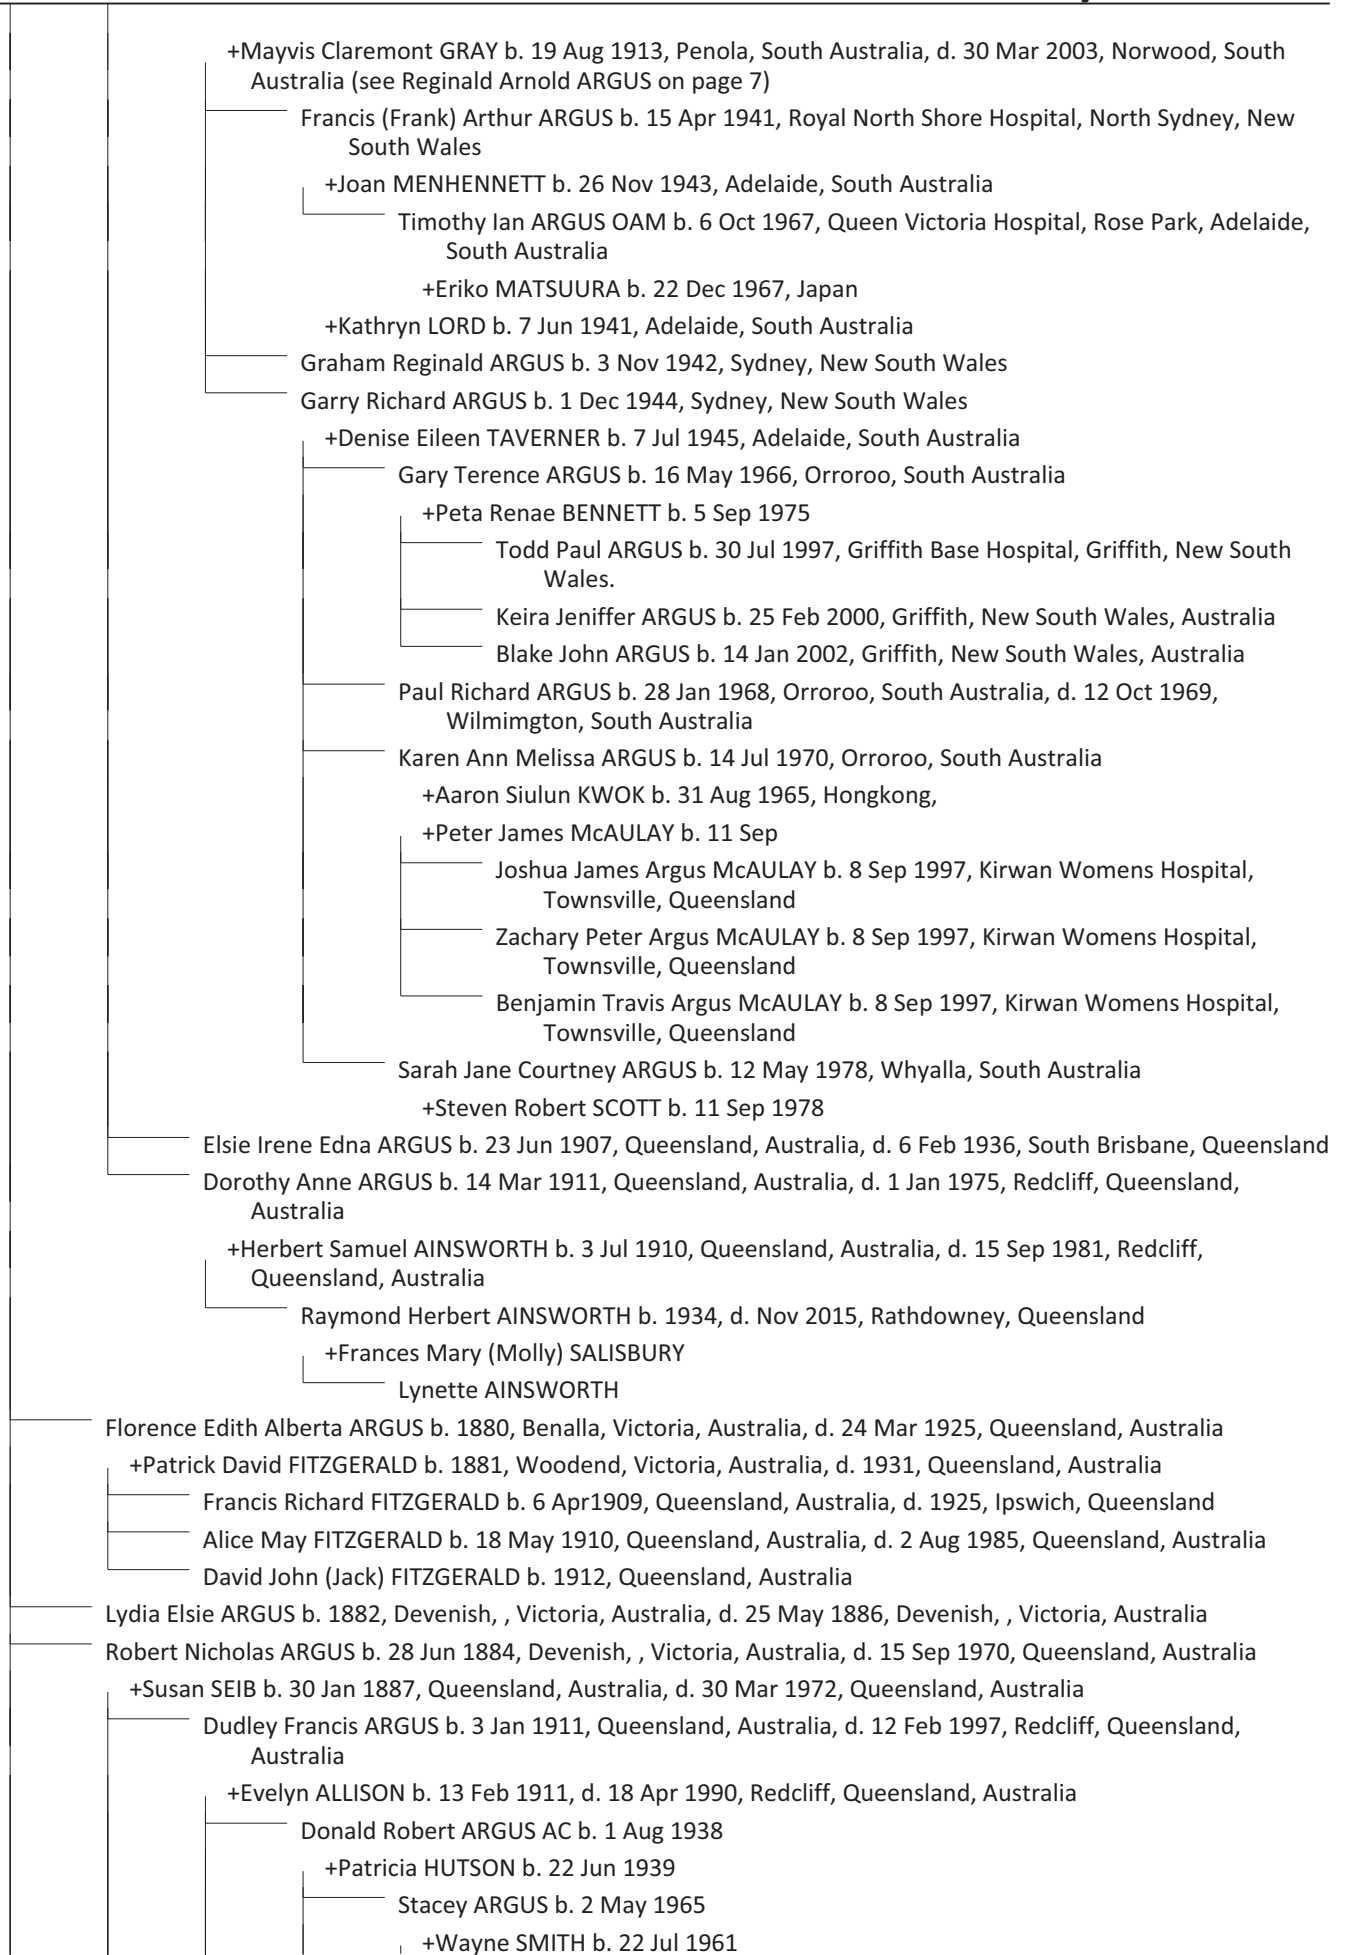 +Mayvis Claremont GRAY b. 19 Aug 1913, Penola, South Australia, d. 30 Mar 2003, Norwood, South
Australia (see Reginald Arnold ARGUS on page 7)
Francis (Frank) Arthur ARGUS b. 15 Apr 1941, Royal North Shore Hospital, North Sydney, New
South Wales
+Joan MENHENNETT b. 26 Nov 1943, Adelaide, South Australia
Timothy Ian ARGUS OAM b. 6 Oct 1967, Queen Victoria Hospital, Rose Park, Adelaide,
South Australia
+Eriko MATSUURA b. 22 Dec 1967, Japan
+Kathryn LORD b. 7 Jun 1941, Adelaide, South Australia
Graham Reginald ARGUS b. 3 Nov 1942, Sydney, New South Wales
Garry Richard ARGUS b. 1 Dec 1944, Sydney, New South Wales
+Denise Eileen TAVERNER b. 7 Jul 1945, Adelaide, South Australia
Gary Terence ARGUS b. 16 May 1966, Orroroo, South Australia
+Peta Renae BENNETT b. 5 Sep 1975
Todd Paul ARGUS b. 30 Jul 1997, Griffith Base Hospital, Griffith, New South
Wales.
Keira Jeniffer ARGUS b. 25 Feb 2000, Griffith, New South Wales, Australia
Blake John ARGUS b. 14 Jan 2002, Griffith, New South Wales, Australia
Paul Richard ARGUS b. 28 Jan 1968, Orroroo, South Australia, d. 12 Oct 1969,
Wilmimgton, South Australia
Karen Ann Melissa ARGUS b. 14 Jul 1970, Orroroo, South Australia
+Aaron Siulun KWOK b. 31 Aug 1965, Hongkong,
+Peter James McAULAY b. 11 Sep
Joshua James Argus McAULAY b. 8 Sep 1997, Kirwan Womens Hospital,
Townsville, Queensland
Zachary Peter Argus McAULAY b. 8 Sep 1997, Kirwan Womens Hospital,
Townsville, Queensland
Benjamin Travis Argus McAULAY b. 8 Sep 1997, Kirwan Womens Hospital,
Townsville, Queensland
Sarah Jane Courtney ARGUS b. 12 May 1978, Whyalla, South Australia
+Steven Robert SCOTT b. 11 Sep 1978
Elsie Irene Edna ARGUS b. 23 Jun 1907, Queensland, Australia, d. 6 Feb 1936, South Brisbane, Queensland
Dorothy Anne ARGUS b. 14 Mar 1911, Queensland, Australia, d. 1 Jan 1975, Redcliff, Queensland,
Australia
+Herbert Samuel AINSWORTH b. 3 Jul 1910, Queensland, Australia, d. 15 Sep 1981, Redcliff,
Queensland, Australia
Raymond Herbert AINSWORTH b. 1934, d. Nov 2015, Rathdowney, Queensland
+Frances Mary (Molly) SALISBURY
Lynette AINSWORTH
Florence Edith Alberta ARGUS b. 1880, Benalla, Victoria, Australia, d. 24 Mar 1925, Queensland, Australia
+Patrick David FITZGERALD b. 1881, Woodend, Victoria, Australia, d. 1931, Queensland, Australia
Francis Richard FITZGERALD b. 6 Apr1909, Queensland, Australia, d. 1925, Ipswich, Queensland
Alice May FITZGERALD b. 18 May 1910, Queensland, Australia, d. 2 Aug 1985, Queensland, Australia
David John (Jack) FITZGERALD b. 1912, Queensland, Australia
Lydia Elsie ARGUS b. 1882, Devenish, , Victoria, Australia, d. 25 May 1886, Devenish, , Victoria, Australia
Robert Nicholas ARGUS b. 28 Jun 1884, Devenish, , Victoria, Australia, d. 15 Sep 1970, Queensland, Australia
+Susan SEIB b. 30 Jan 1887, Queensland, Australia, d. 30 Mar 1972, Queensland, Australia
Dudley Francis ARGUS b. 3 Jan 1911, Queensland, Australia, d. 12 Feb 1997, Redcliff, Queensland,
Australia
+Evelyn ALLISON b. 13 Feb 1911, d. 18 Apr 1990, Redcliff, Queensland, Australia
Donald Robert ARGUS AC b. 1 Aug 1938
+Patricia HUTSON b. 22 Jun 1939
Stacey ARGUS b. 2 May 1965
+Wayne SMITH b. 22 Jul 1961